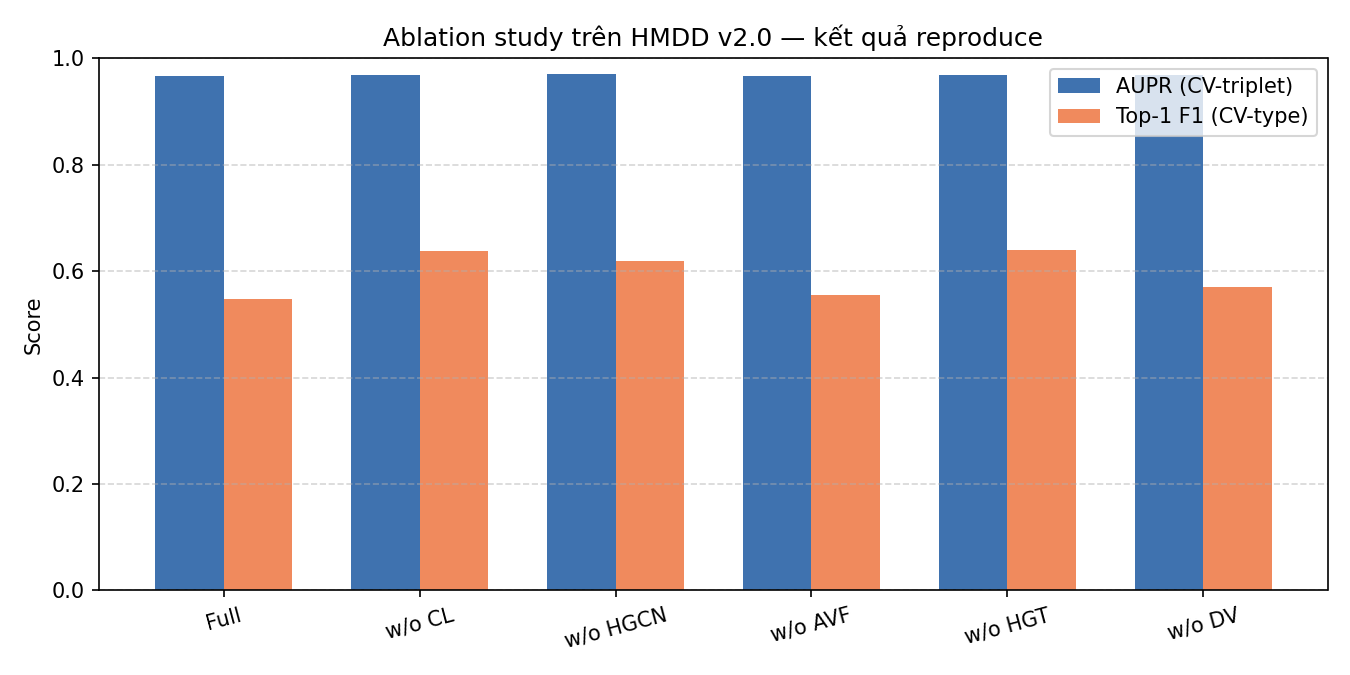 Ablation study trên HMDD v2.0 — kết quả reproduce
AUPR (CV-triplet)
Top-1 F1 (CV-type)
Score
1.0
0.8
0.6
0.4
0.2
0.0
Full
w/o CL
w/o HGCN
w/o AVF
w/o HGT
w/o DV